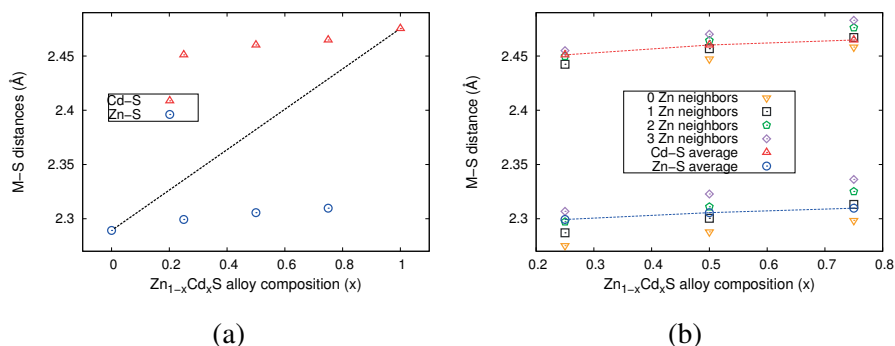 M−S distances (Å)
2.45
2.4
2.35
2.3
Cd−S
Zn−S
0
0.2
0.4
0.6
0.8
1
Zn1−xCdxS alloy composition (x)
(a)
M−S distance (Å)
2.45
2.4
2.35
2.3
0 Zn neighbors
1 Zn neighbors
2 Zn neighbors
3 Zn neighbors
Cd−S average
Zn−S average
0.2
0.3
0.4
0.5
0.6
0.7
0.8
Zn1−xCdxS alloy composition (x)
(b)